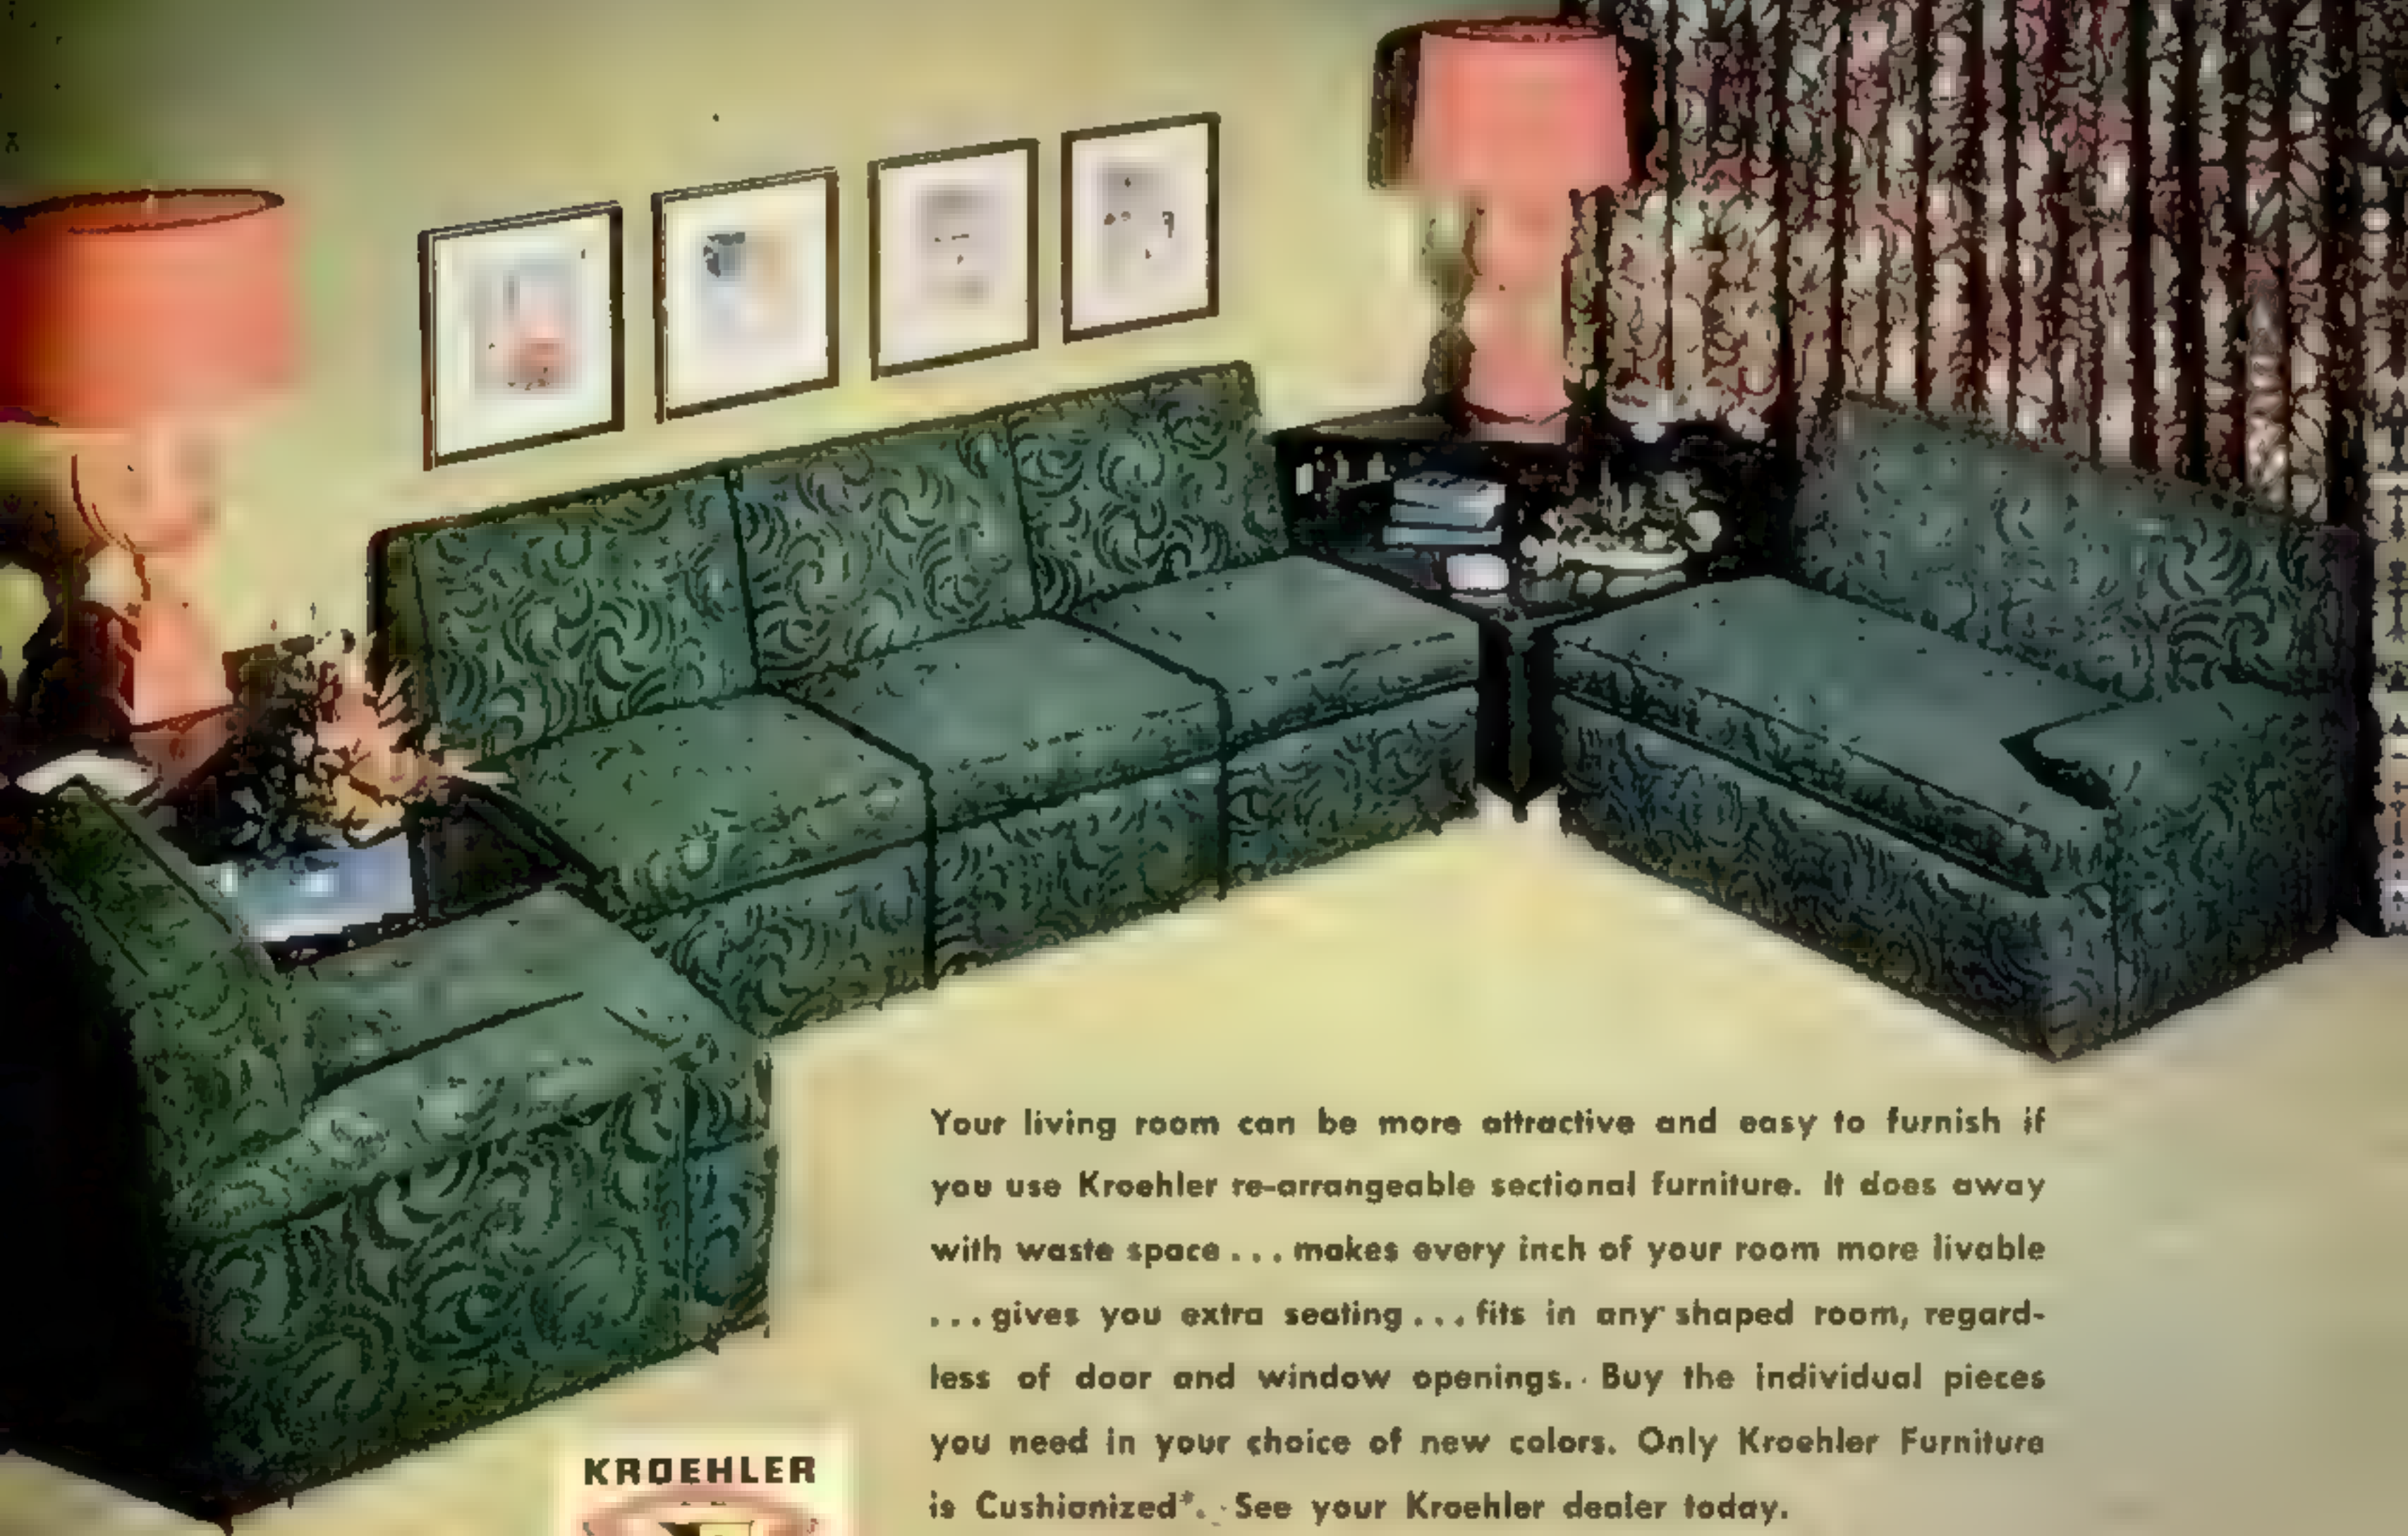 Your living room can be more attractive and easy to furnish if
you use Kroehler re-arrangeable sectional furniture. It does away
with waste space... makes every inch of your room more livable
...gives you extra seating... fits in any shaped room, regard-
less of door and window openings. Buy the individual pieces
you need in your choice of new colors. Only Kroehler Furniture
is Cushionized*. See your Kroehler dealer today.
KROEHLER